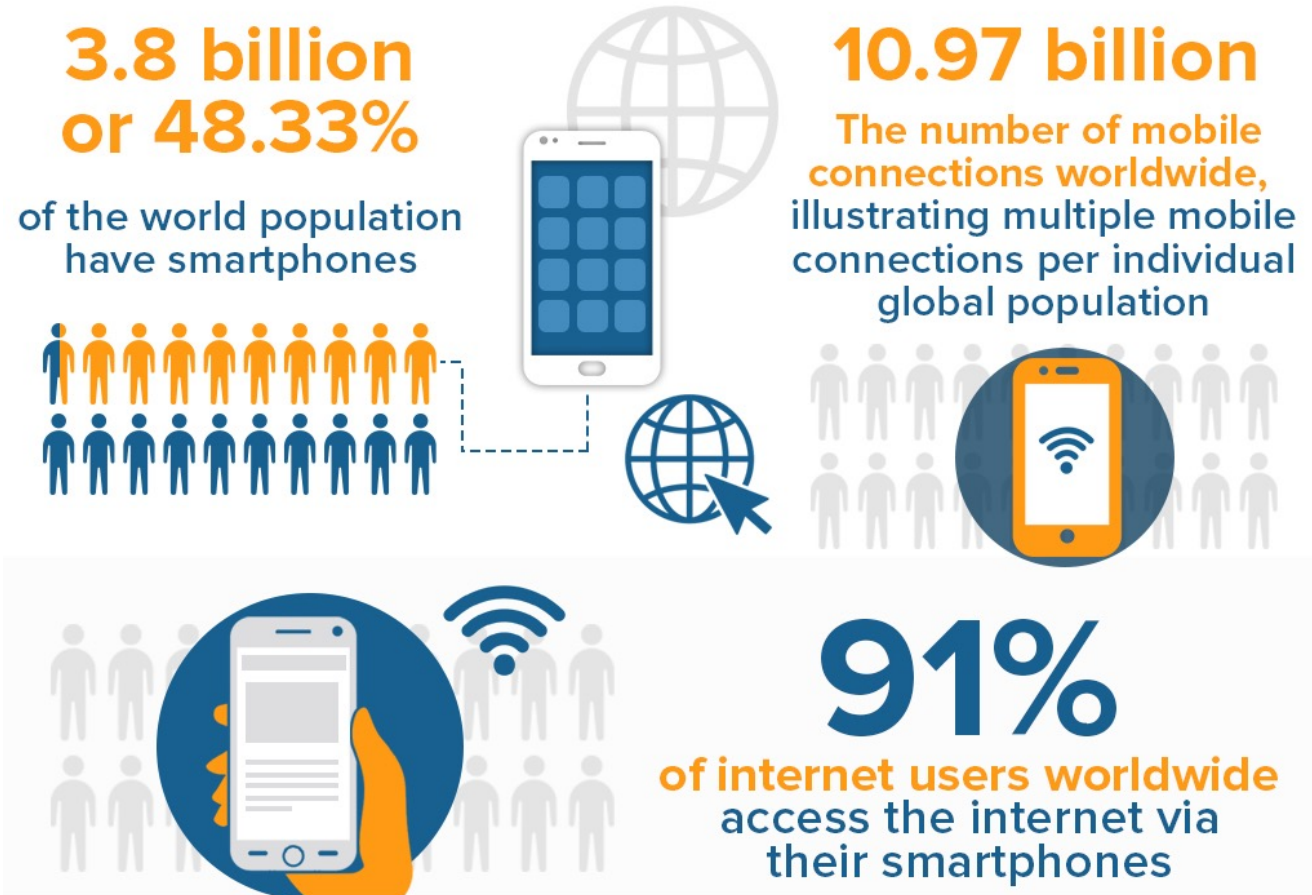 3.8 billion
or 48.33%
of the world population
have smartphones
10.97 billion
The number of mobile
connections worldwide,
illustrating multiple mobile
connections per individual
global population
91%
of internet users worldwide
access the internet via
their smartphones